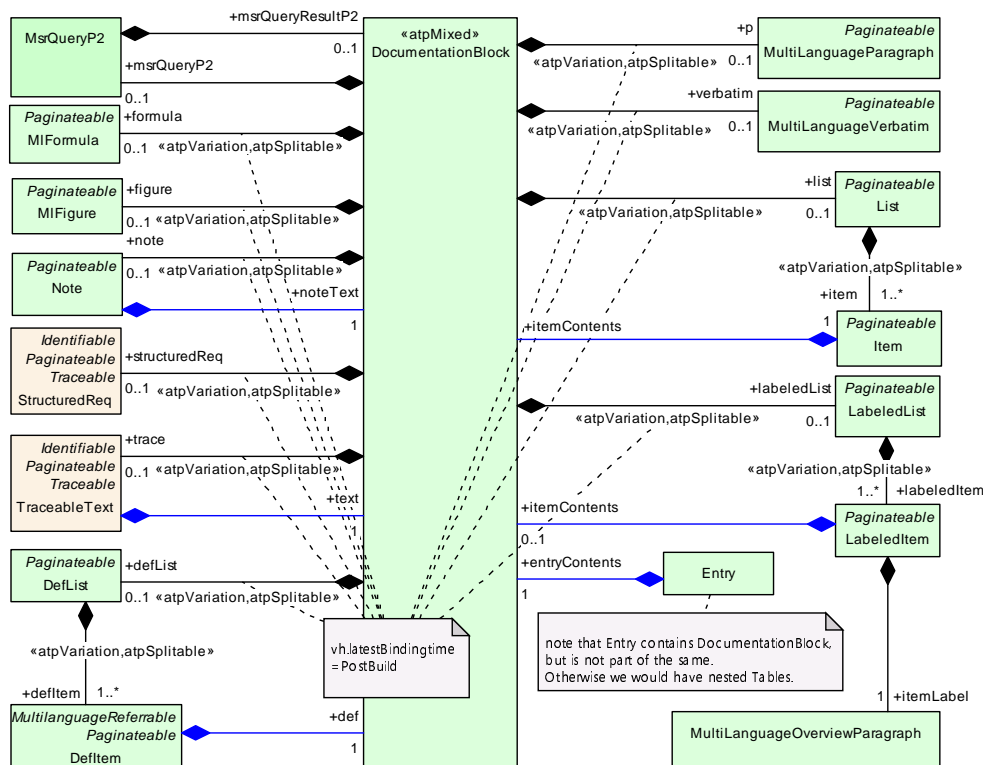 MsrQueryP2
+msrQueryResultP2
0..1
+msrQueryP2
0..1
«atpMixed»
DocumentationBlock
+p
0..1
«atpVariation,atpSplitable»
Paginateable
MultiLanguageParagraph
+verbatim
0..1
«atpVariation,atpSplitable»
Paginateable
MultiLanguageVerbatim
Paginateable
MlFormula
+formula
0..1
«atpVariation,atpSplitable»
Paginateable
MlFigure
+figure
0..1
«atpVariation,atpSplitable»
+list
0..1
«atpVariation,atpSplitable»
Paginateable
List
«atpVariation,atpSplitable»
+item
1..*
Paginateable
Note
+note
0..1
«atpVariation,atpSplitable»
+noteText
1
+itemContents
1
Paginateable
Item
Identifiable
Paginateable
Traceable
StructuredReq
+structuredReq
0..1
«atpVariation,atpSplitable»
+labeledList
0..1
«atpVariation,atpSplitable»
Paginateable
LabeledList
«atpVariation,atpSplitable»
1..*
+labeledItem
Identifiable
Paginateable
Traceable
TraceableText
+trace
0..1
«atpVariation,atpSplitable»
+text
1
+itemContents
0..1
Paginateable
LabeledItem
Paginateable
DefList
+defList
0..1
«atpVariation,atpSplitable»
+entryContents
1
Entry
vh.latestBindingtime
= PostBuild
note that Entry contains DocumentationBlock,
but is not part of the same.
Otherwise we would have nested Tables.
«atpVariation,atpSplitable»
+defItem
1..*
MultilanguageReferrable
Paginateable
DefItem
+def
1
1
+itemLabel
MultiLanguageOverviewParagraph